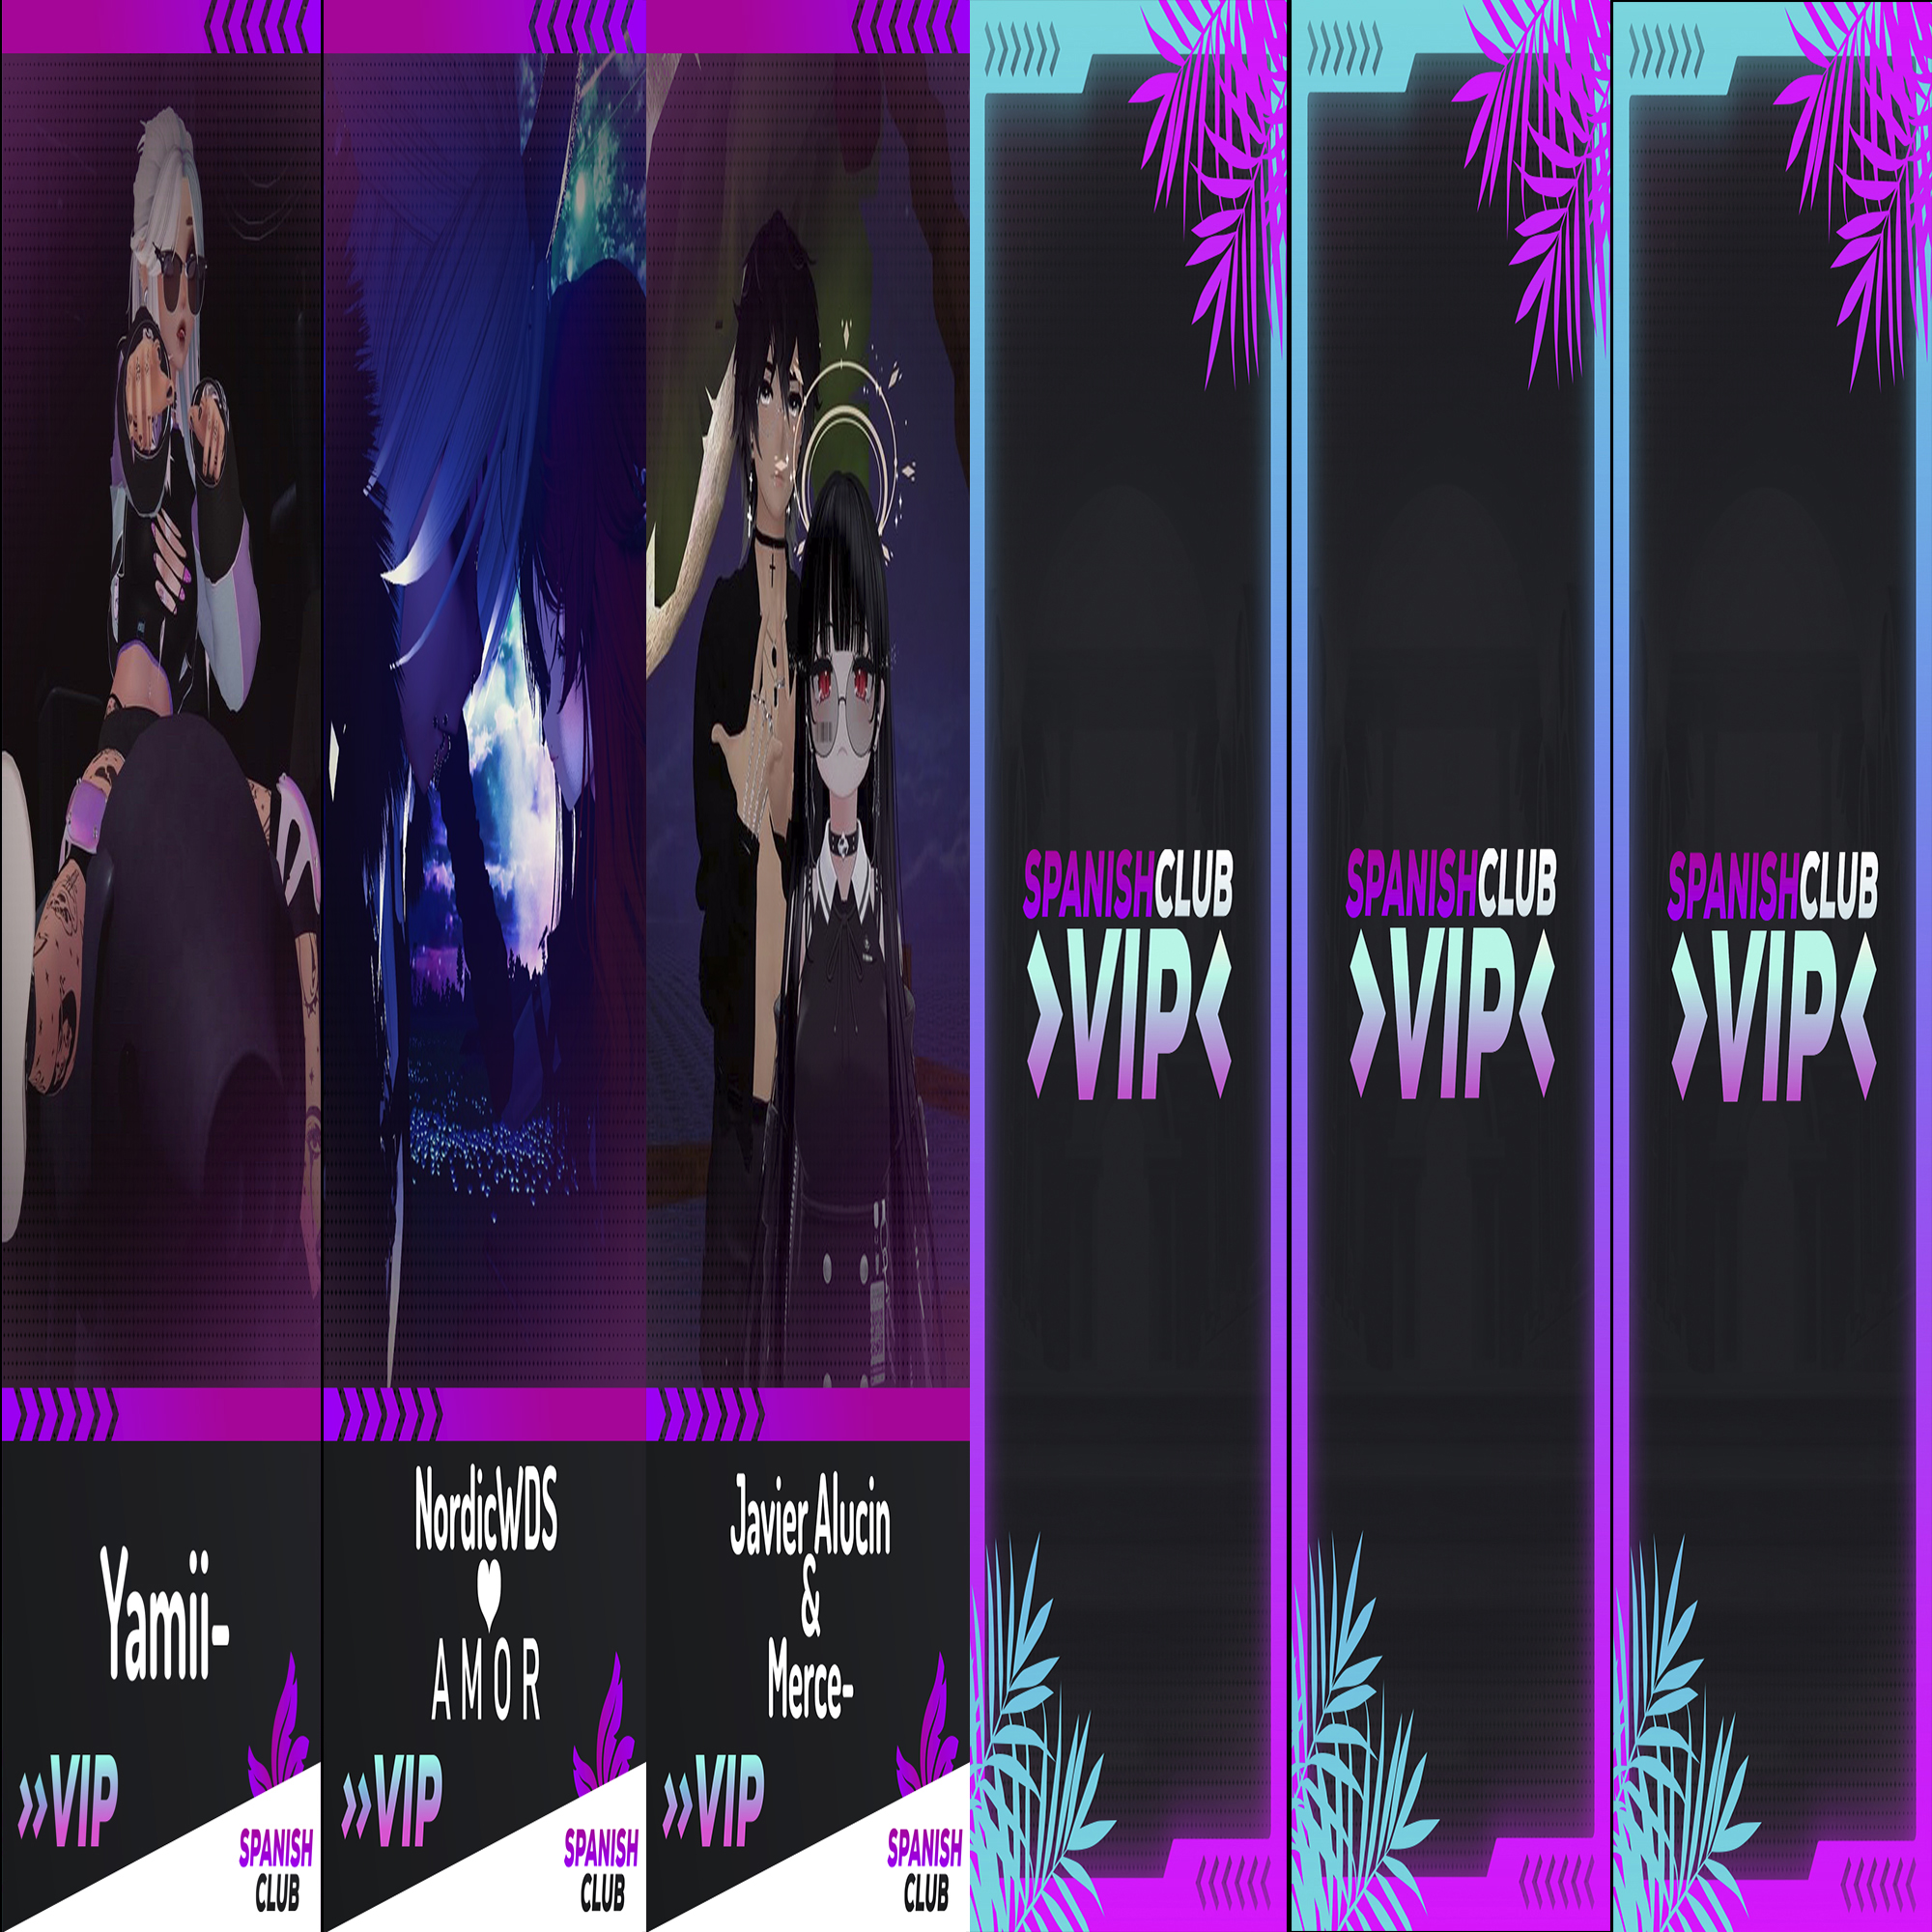 Yamii-
VIP
SPANISH
CLUB
NordicWDS
♥
AMOR
VIP
SPANISH
CLUB
Javier Alucin
&
Merce-
VIP
SPANISH
CLUB
SPANISHCLUB
VIP
SPANISHCLUB
VIP
SPANISHCLUB
VIP